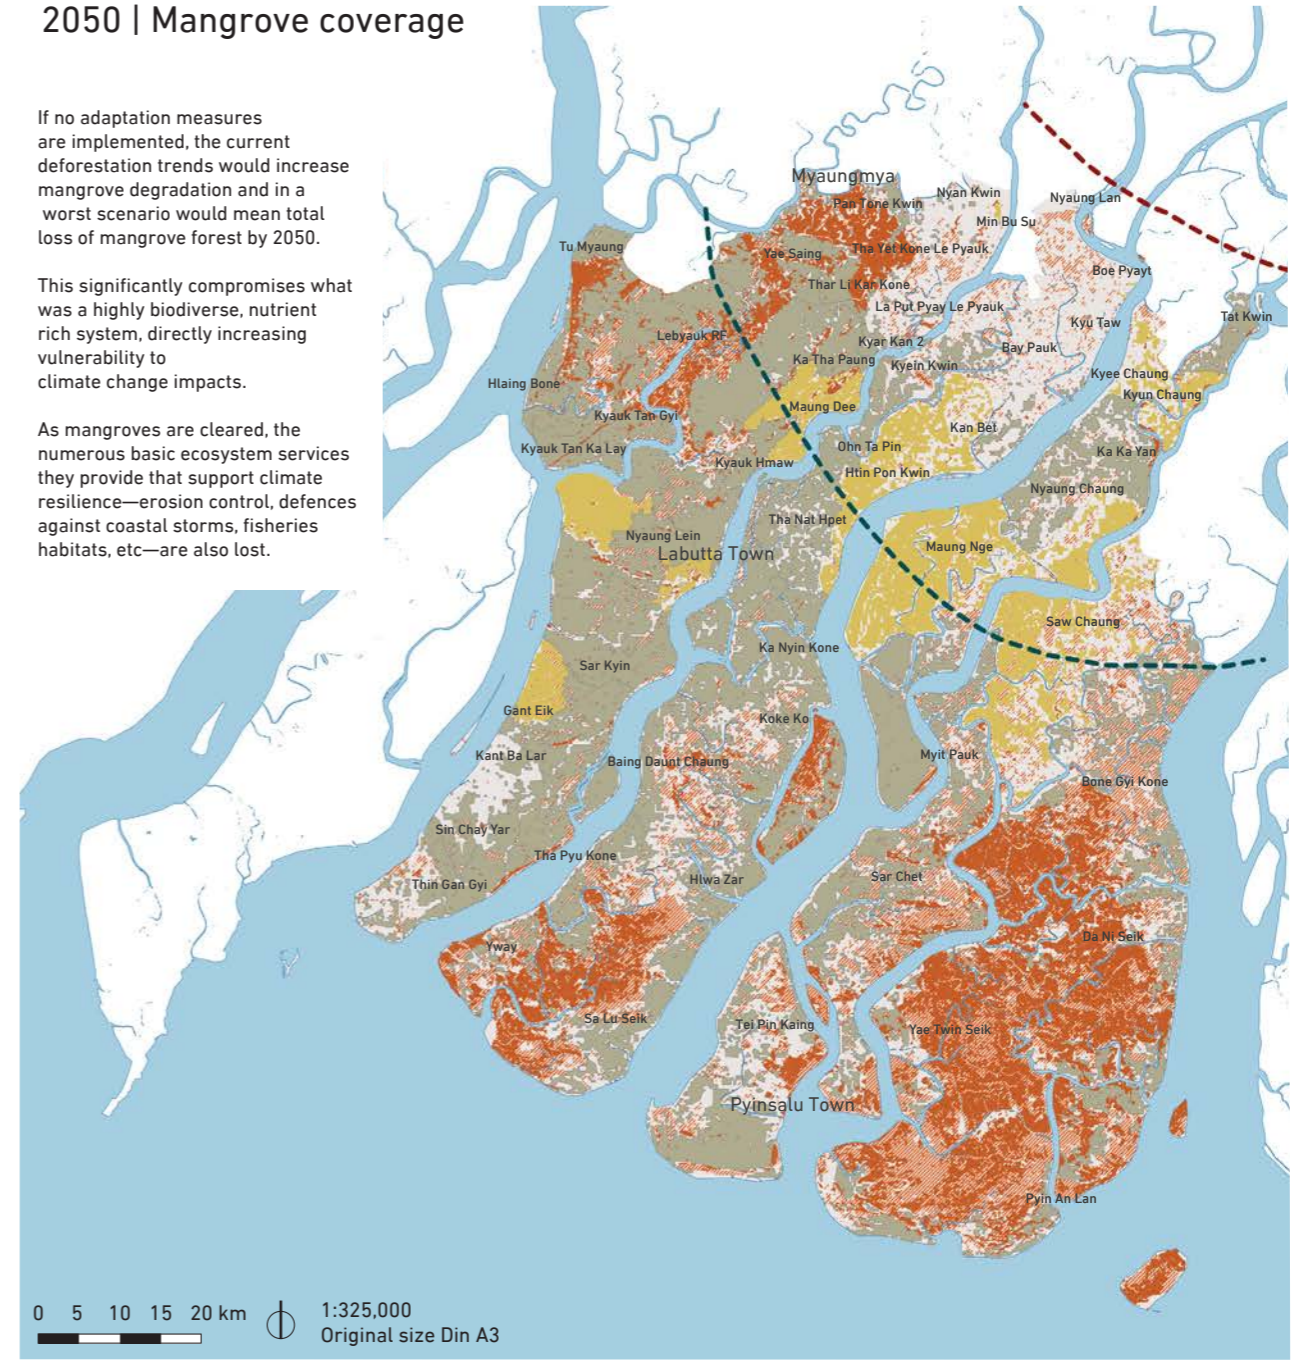 2050 | Mangrove coverage
If no adaptation measures
are implemented, the current
deforestation trends would increase
mangrove degradation and in a
worst scenario would mean total
loss of mangrove forest by 2050.
This significantly compromises what
was a highly biodiverse, nutrient
rich system, directly increasing
vulnerability to
climate change impacts.
As mangroves are cleared, the
numerous basic ecosystem services
they provide that support climate
resilience—erosion control, defences
against coastal storms, fisheries
habitats, etc—are also lost.
Myaungmya
Pan Tone Kwin
Nyan Kwin
Nyaung Lan
Min Bu Su
Tu Myaung
Yae Saing
Tha Yet Kone Le Pyauk
Boe Pyayt
Thar Li Kar Kone
La Put Pyay Le Pyauk
Tat Kwin
Kyu Taw
Lebyauk RF
Kyar Kan 2
Bay Pauk
Ka Tha Paung
Kyein Kwin
Kyee Chaung
Hlaing Bone
Kyun Chaung
Maung Dee
Kyauk Tan Gyi
Kan Bet
Kyauk Tan Ka Lay
Ohn Ta Pin
Ka Ka Yan
Kyauk Hmaw
Htin Pon Kwin
Nyaung Chaung
Tha Nat Hpet
Nyaung Lein
Maung Nge
Labutta Town
Saw Chaung
Ka Nyin Kone
Sar Kyin
Gant Eik
Koke Ko
Kant Ba Lar
Baing Daunt Chaung
Myit Pauk
Bone Gyi Kone
Sin Chay Yar
Tha Pyu Kone
Thin Gan Gyi
Hlwa Zar
Sar Chet
Yway
Da Ni Seik
Sa Lu Seik
Tei Pin Kaing
Yae Twin Seik
Pyinsalu Town
Pyin An Lan
0 5 10 15 20 km
1:325,000
Original size Din A3